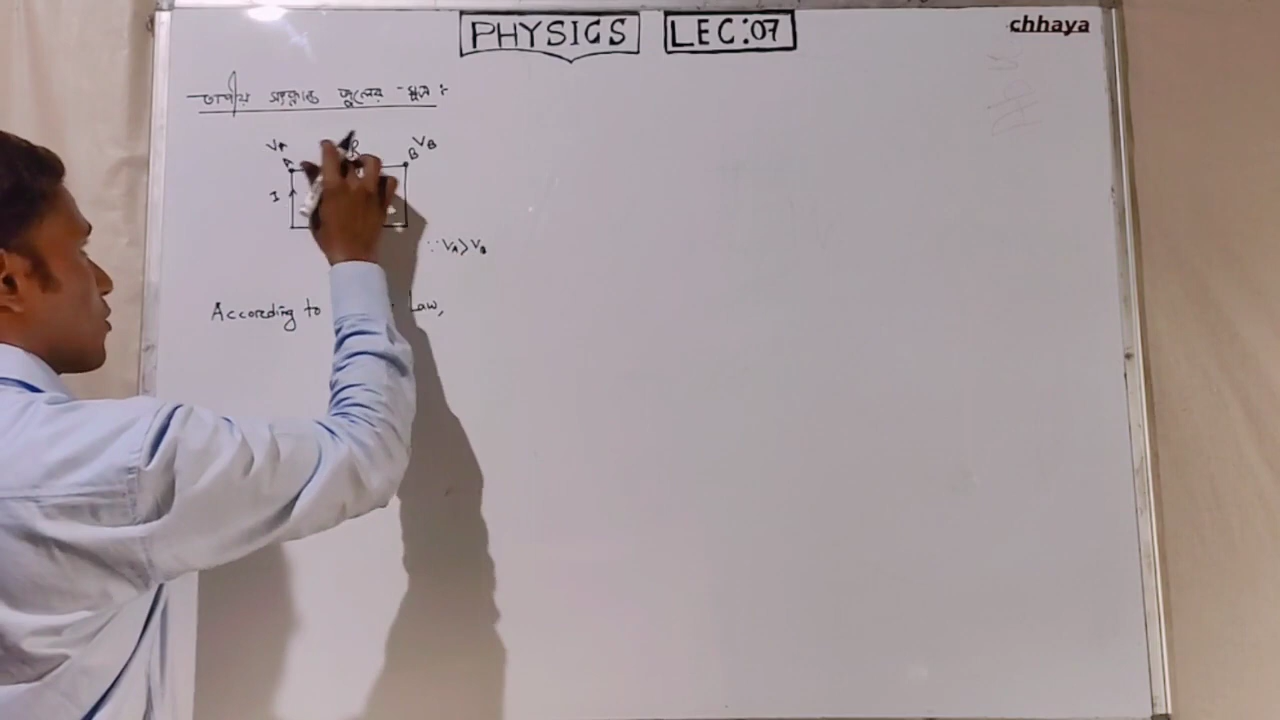 PHYSICS LEC:07
chhaya
তাপীয় সংক্রান্ত জুলের সূত্র :
VA A R B VB
I
∵ VA > VB
According to Law,